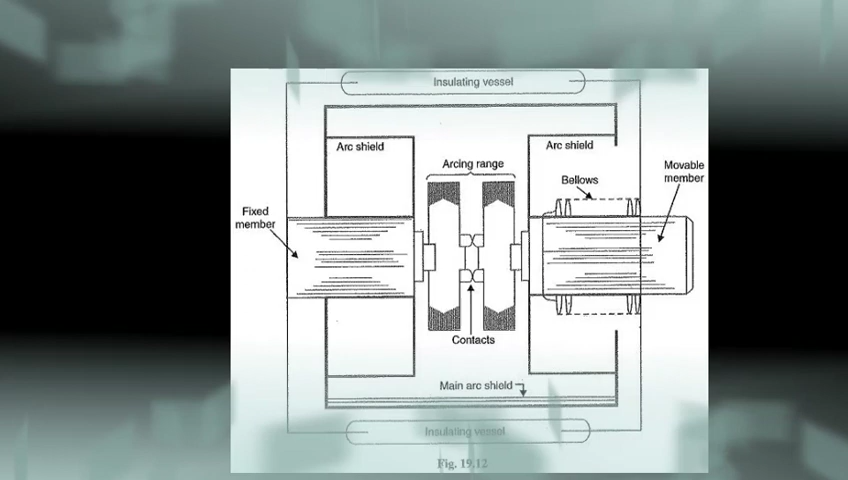 Insulating vessel
Arc shield
Arc shield
Arcing range
Movable
member
Bellows
Fixed
member
Contacts
Main arc shield
Insulating vessel
Fig. 19.12